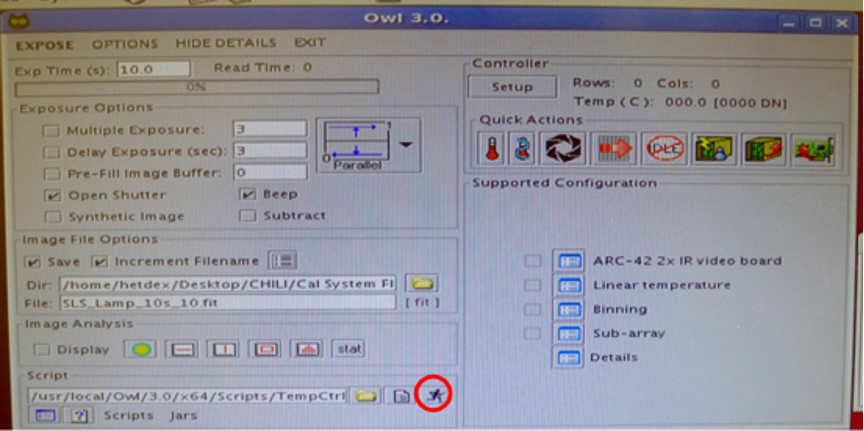 Owl 3.0.
EXPOSE OPTIONS HIDE DETAILS EXIT
Exp Time (s): 10.0 Read Time: 0
0%
Exposure Options
Multiple Exposure: 3
Delay Exposure (sec): 3
Pre-Fill Image Buffer: 0
1
0
Parallel
Open Shutter Beep
Synthetic Image Subtract
Image File Options
Save Increment Filename
Dir: /home/hetdex/Desktop/CHILI/Cal System Fl
File: SLS_Lamp_10s_10.fit [ fit ]
Image Analysis
Display stat
Script
/usr/local/Owl/3.0/x64/Scripts/TempCtrl
? Scripts Jars
Controller
Setup Rows: 0 Cols: 0
Temp ( C ): 000.0 [0000 DN]
Quick Actions
IDLE
Supported Configuration
ARC-42 2x IR video board
Linear temperature
Binning
Sub-array
Details